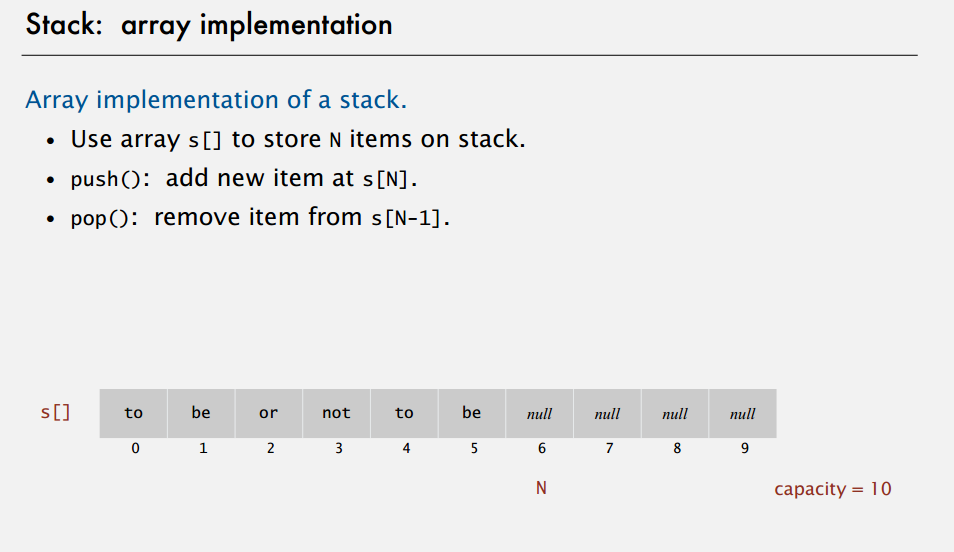 Stack: array implementation
Array implementation of a stack.
• Use array s[] to store N items on stack.
• push(): add new item at s[N].
• pop(): remove item from s[N-1].
s[] to be or not to be null null null null
0 1 2 3 4 5 6 7 8 9
N capacity = 10